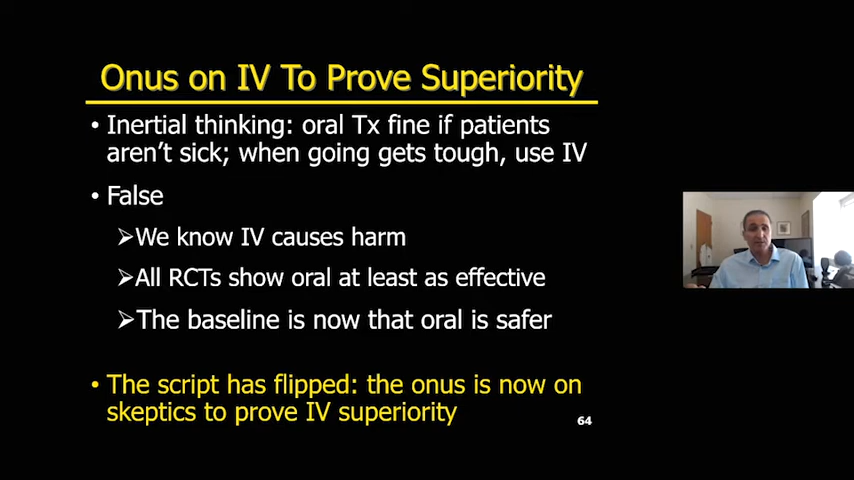 Onus on IV To Prove Superiority
• Inertial thinking: oral Tx fine if patients
aren't sick; when going gets tough, use IV
• False
➢We know IV causes harm
➢All RCTs show oral at least as effective
➢The baseline is now that oral is safer
• The script has flipped: the onus is now on
skeptics to prove IV superiority
64